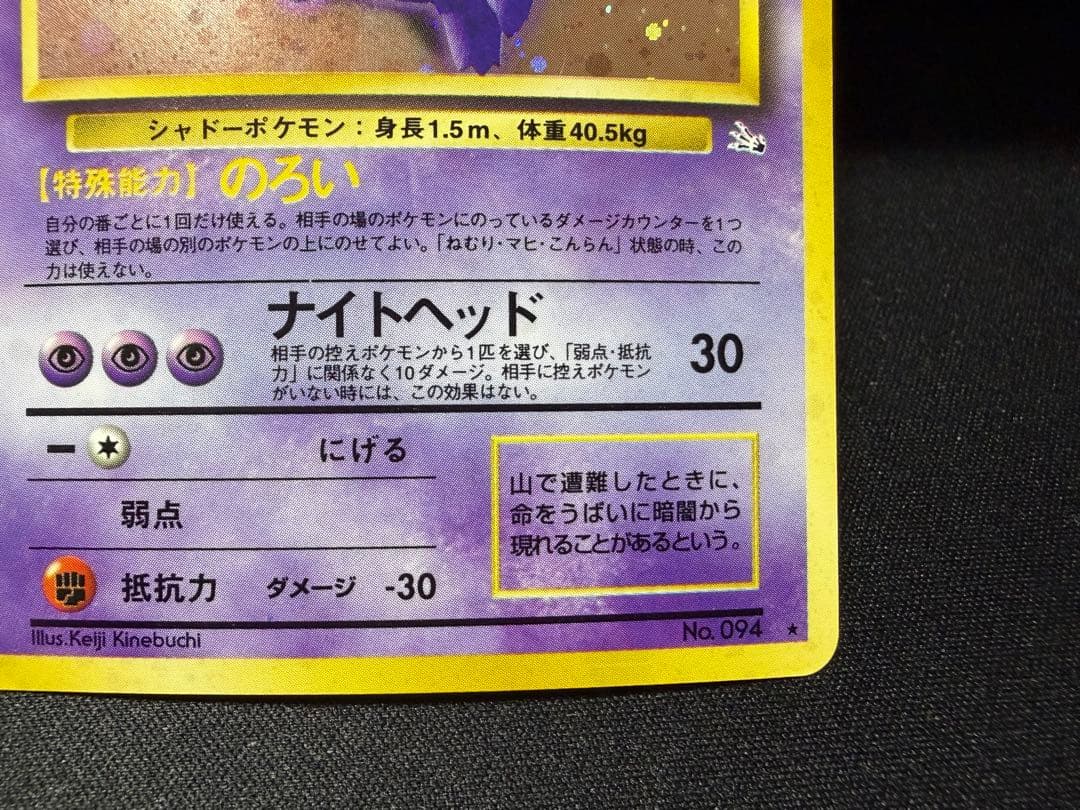 シャドーポケモン：身長1.5m、体重40.5kg
【特殊能力】のろい
自分の番ごとに1回だけ使える。相手の場のポケモンにのっているダメージカウンターを1つ
選び、相手の場の別のポケモンの上にのせてよい。「ねむり・マヒ・こんらん」状態の時、この
力は使えない。
ナイトヘッド
相手の控えポケモンから1匹を選び、「弱点・抵抗
力」に関係なく10ダメージ。相手に控えポケモン
がいない時には、この効果はない。
30
にげる
弱点
抵抗力 ダメージ -30
山で遭難したときに、
命をうばいに暗闇から
現れることがあるという。
Illus.Keiji Kinebuchi
No. 094 ★